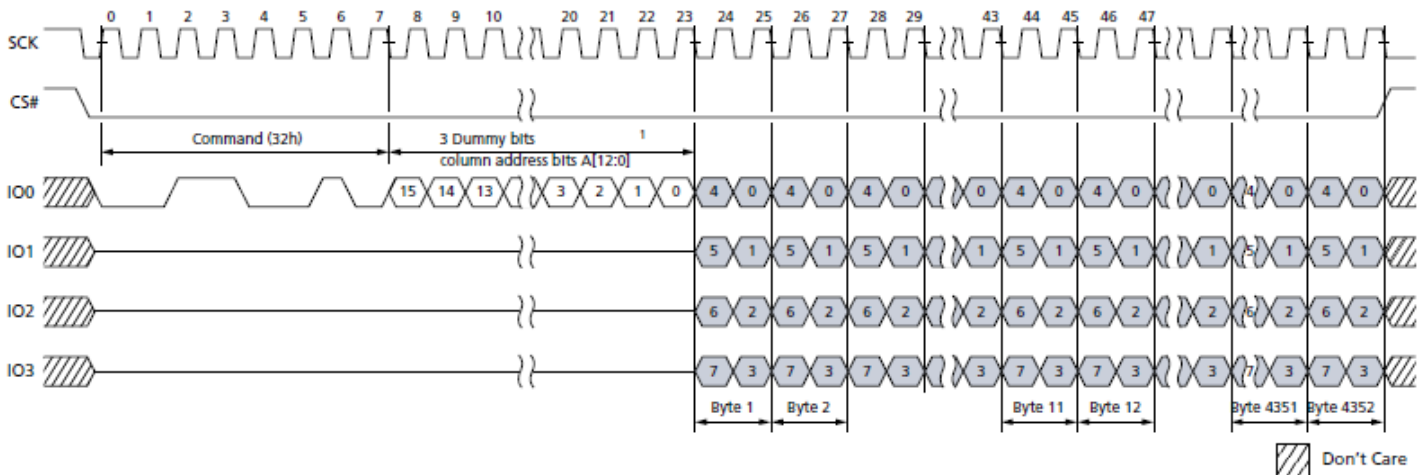 0 1 2 3 4 5 6 7 8 9 10 20 21 22 23 24 25 26 27 28 29 43 44 45 46 47
SCK
CS#
Command (32h) 3 Dummy bits 1
column address bits A[12:0]
IO0 15 14 13 3 2 1 0 4 0 4 0 4 0 0 4 0 4 0 0 4 0 4 0
IO1 5 1 5 1 5 1 1 5 1 5 1 1 5 1 5 1
IO2 6 2 6 2 6 2 2 6 2 6 2 2 6 2 6 2
IO3 7 3 7 3 7 3 3 7 3 7 3 3 7 3 7 3
Byte 1 Byte 2 Byte 11 Byte 12 Byte 4351 Byte 4352
Don't Care